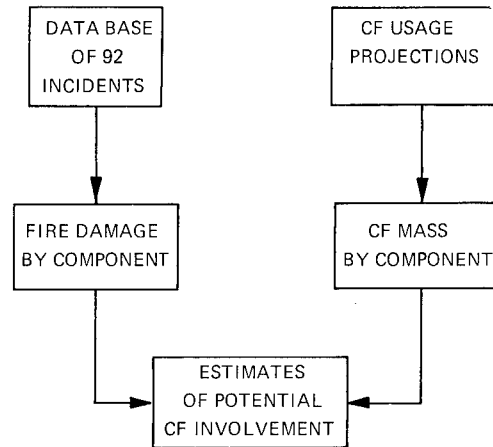 DATA BASE
OF 92
INCIDENTS
CF USAGE
PROJECTIONS
FIRE DAMAGE
BY COMPONENT
CF MASS
BY COMPONENT
ESTIMATES
OF POTENTIAL
CF INVOLVEMENT